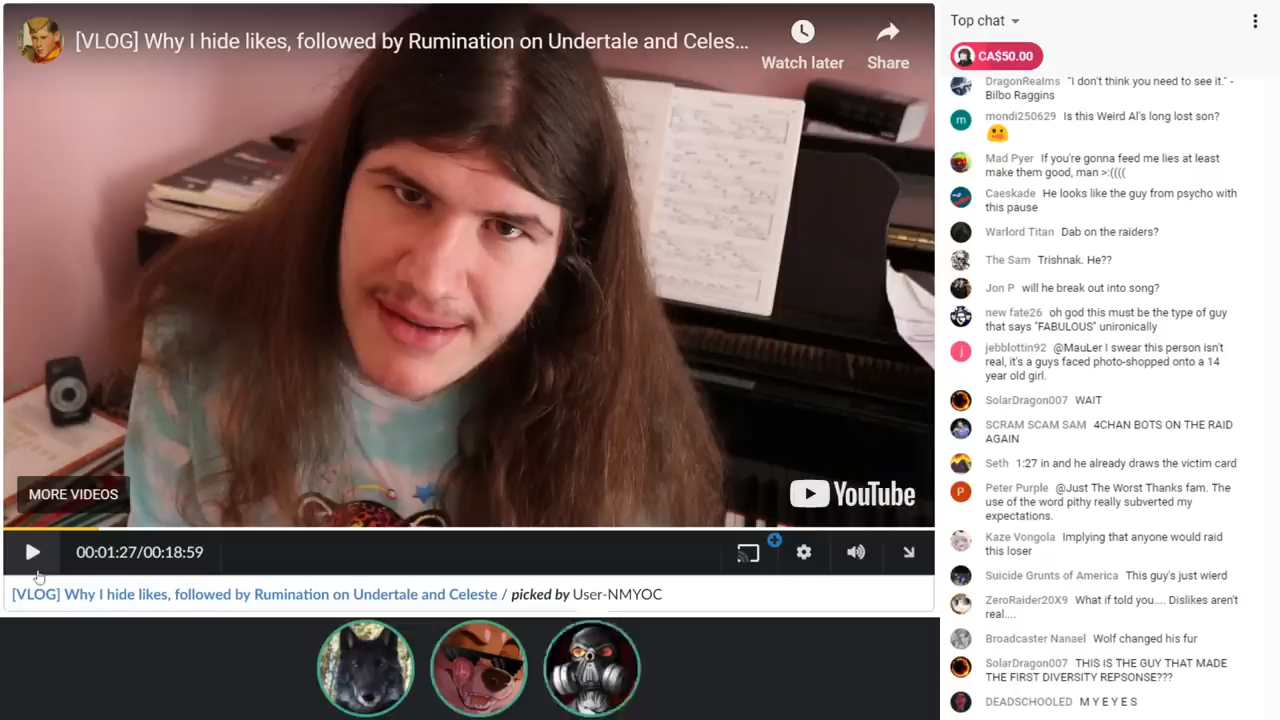 [VLOG] Why I hide likes, followed by Rumination on Undertale and Celes...
Watch later
Share
MORE VIDEOS
YouTube
00:01:27/00:18:59
[VLOG] Why I hide likes, followed by Rumination on Undertale and Celeste / picked by User-NMYOC
Top chat
CA$50.00
DragonRealms "I don't think you need to see it." -
Bilbo Raggins
m
mondi250629 Is this Weird Al's long lost son?
Mad Pyer If you're gonna feed me lies at least
make them good, man >:((((
Caeskade He looks like the guy from psycho with
this pause
Warlord Titan Dab on the raiders?
The Sam Trishnak. He??
Jon P will he break out into song?
new fate26 oh god this must be the type of guy
that says "FABULOUS" unironically
j
jebblottin92 @MauLer I swear this person isn't
real, it's a guys faced photo-shopped onto a 14
year old girl.
SolarDragon007 WAIT
SCRAM SCAM SAM 4CHAN BOTS ON THE RAID
AGAIN
Seth 1:27 in and he already draws the victim card
P
Peter Purple @Just The Worst Thanks fam. The
use of the word pithy really subverted my
expectations.
Kaze Vongola Implying that anyone would raid
this loser
Suicide Grunts of America This guy's just wierd
ZeroRaider20X9 What if told you.... Dislikes aren't
real....
Broadcaster Nanael Wolf changed his fur
SolarDragon007 THIS IS THE GUY THAT MADE
THE FIRST DIVERSITY REPSONSE???
DEADSCHOOLED M Y E Y E S